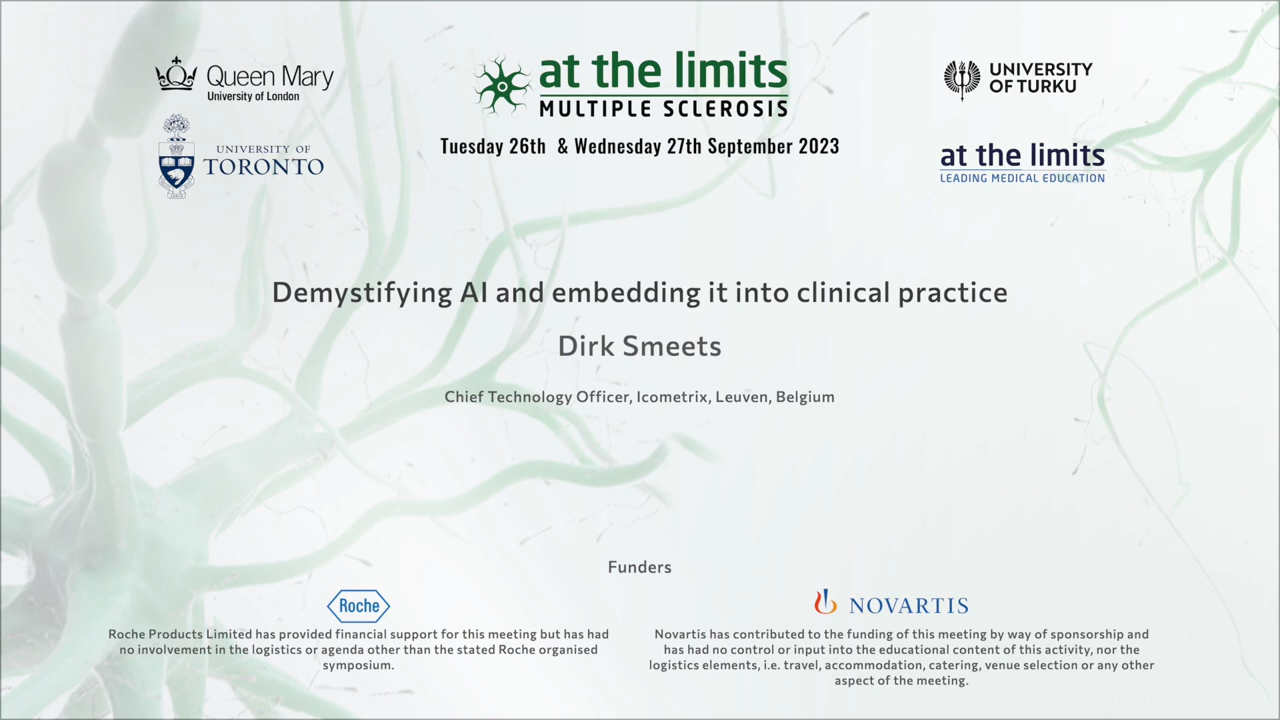 Queen Mary
University of London
UNIVERSITY OF
TORONTO
at the limits
MULTIPLE SCLEROSIS
Tuesday 26th & Wednesday 27th September 2023
UNIVERSITY
OF TURKU
at the limits
LEADING MEDICAL EDUCATION
Demystifying AI and embedding it into clinical practice
Dirk Smeets
Chief Technology Officer, Icometrix, Leuven, Belgium
Funders
Roche
Roche Products Limited has provided financial support for this meeting but has had
no involvement in the logistics or agenda other than the stated Roche organised
symposium.
NOVARTIS
Novartis has contributed to the funding of this meeting by way of sponsorship and
has had no control or input into the educational content of this activity, nor the
logistics elements, i.e. travel, accommodation, catering, venue selection or any other
aspect of the meeting.